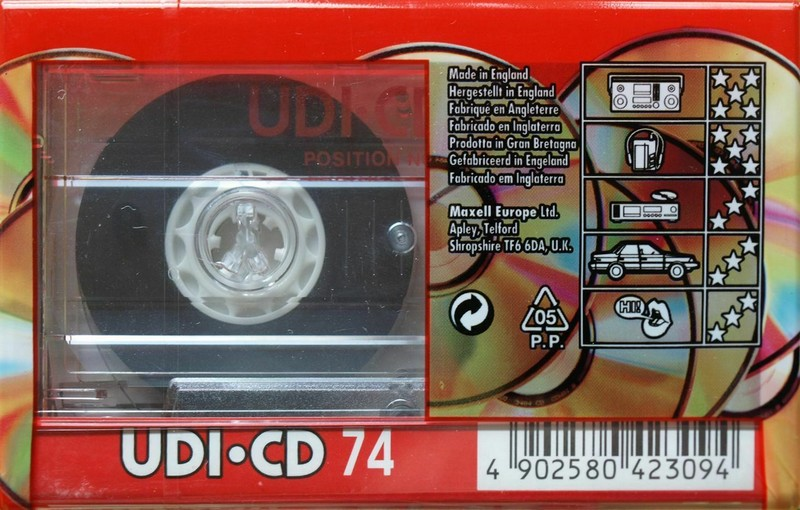 UDI
POSITION
Made in England
Hergestellt in England
Fabriqué en Angleterre
Fabricado en Inglaterra
Prodotta in Gran Bretagna
Gefabriceerd in Engeland
Fabricado em Inglaterra
Maxell Europe Ltd.
Apley, Telford
Shropshire TF6 6DA, U.K.
05
P.P.
HI!
UDI•CD 74
4 902580 423094